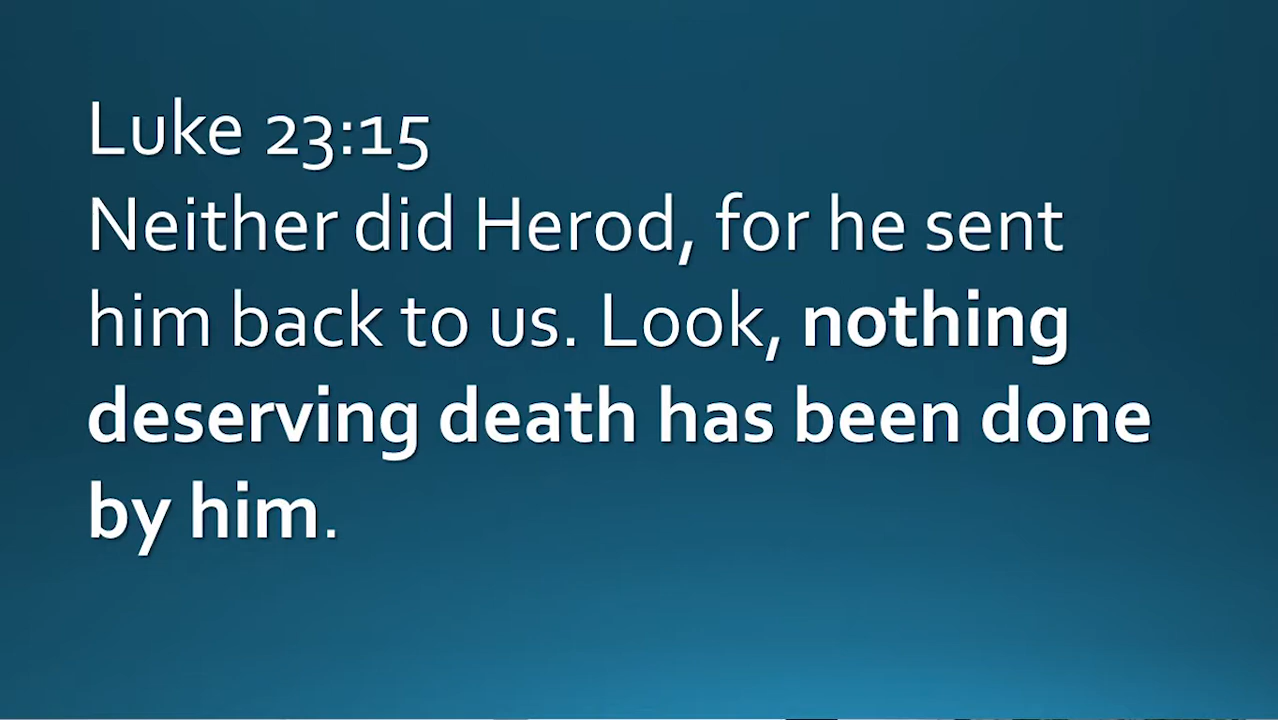 Luke 23:15
Neither did Herod, for he sent
him back to us. Look, nothing
deserving death has been done
by him.